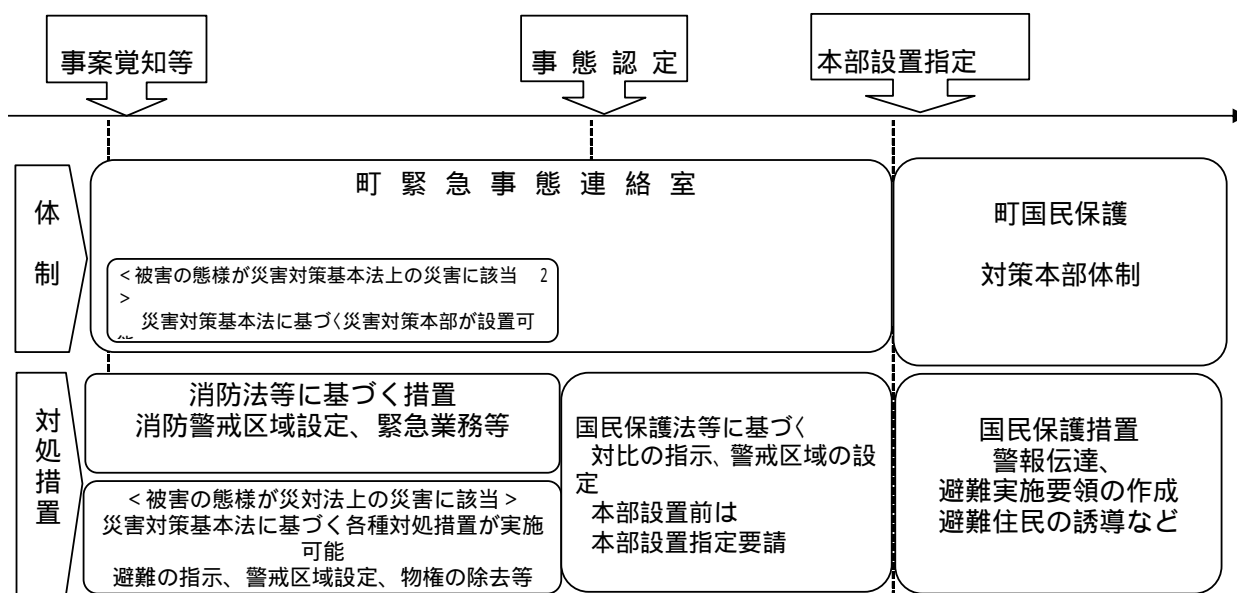 事案覚知等
事態認定
本部設置指定
体制
町緊急事態連絡室
<被害の態様が災害対策基本法上の災害に該当 2
>
災害対策基本法に基づく災害対策本部が設置可
町国民保護
対策本部体制
対処措置
消防法等に基づく措置
消防警戒区域設定、緊急業務等
<被害の態様が災対法上の災害に該当>
災害対策基本法に基づく各種対処措置が実施
可能
避難の指示、警戒区域設定、物権の除去等
国民保護法等に基づく
対比の指示、警戒区域の設
定
本部設置前は
本部設置指定要請
国民保護措置
警報伝達、
避難実施要領の作成
避難住民の誘導など